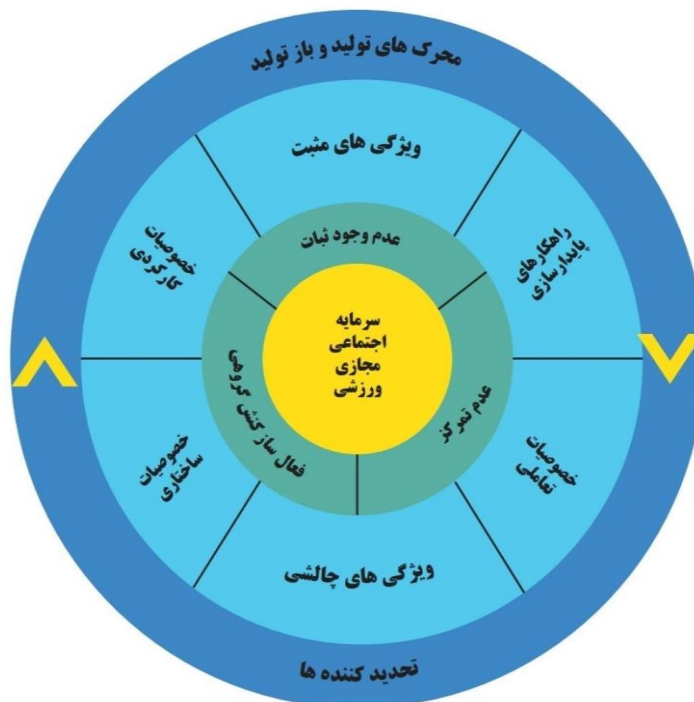 محرک های تولید و باز تولید
ویژگی های مثبت
راهکارهای
پایدارسازی
خصوصیات
کارکردی
عدم وجود ثبات
سرمایه
اجتماعی
مجازی
ورزشی
عدم تمرکز
فعال ساز کنش گروهی
خصوصیات
تعاملی
خصوصیات
ساختاری
ویژگی های چالشی
تحدید کننده ها